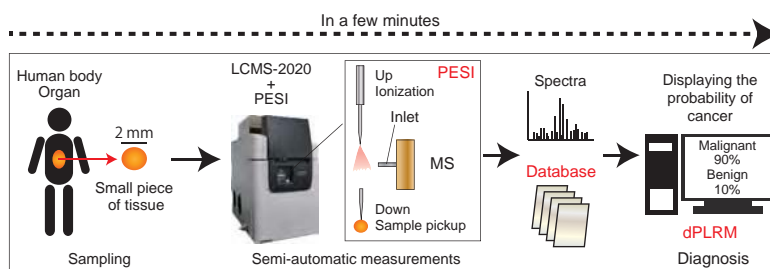 In a few minutes
Human body
Organ
2 mm
Small piece
of tissue
Sampling
LCMS-2020
+
PESI
PESI
Up
Ionization
Inlet
MS
Down
Sample pickup
Semi-automatic measurements
Spectra
Database
Displaying the
probability of
cancer
Malignant
90%
Benign
10%
dPLRM
Diagnosis